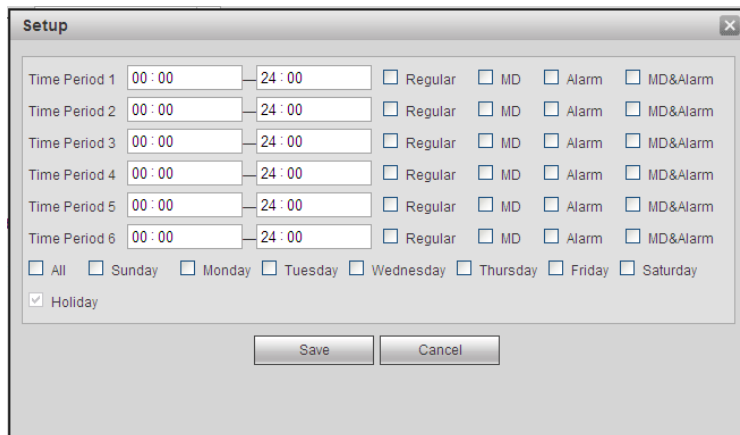 Setup
Time Period 1 00:00 — 24:00 Regular MD Alarm MD&Alarm
Time Period 2 00:00 — 24:00 Regular MD Alarm MD&Alarm
Time Period 3 00:00 — 24:00 Regular MD Alarm MD&Alarm
Time Period 4 00:00 — 24:00 Regular MD Alarm MD&Alarm
Time Period 5 00:00 — 24:00 Regular MD Alarm MD&Alarm
Time Period 6 00:00 — 24:00 Regular MD Alarm MD&Alarm
All Sunday Monday Tuesday Wednesday Thursday Friday Saturday
Holiday
Save Cancel